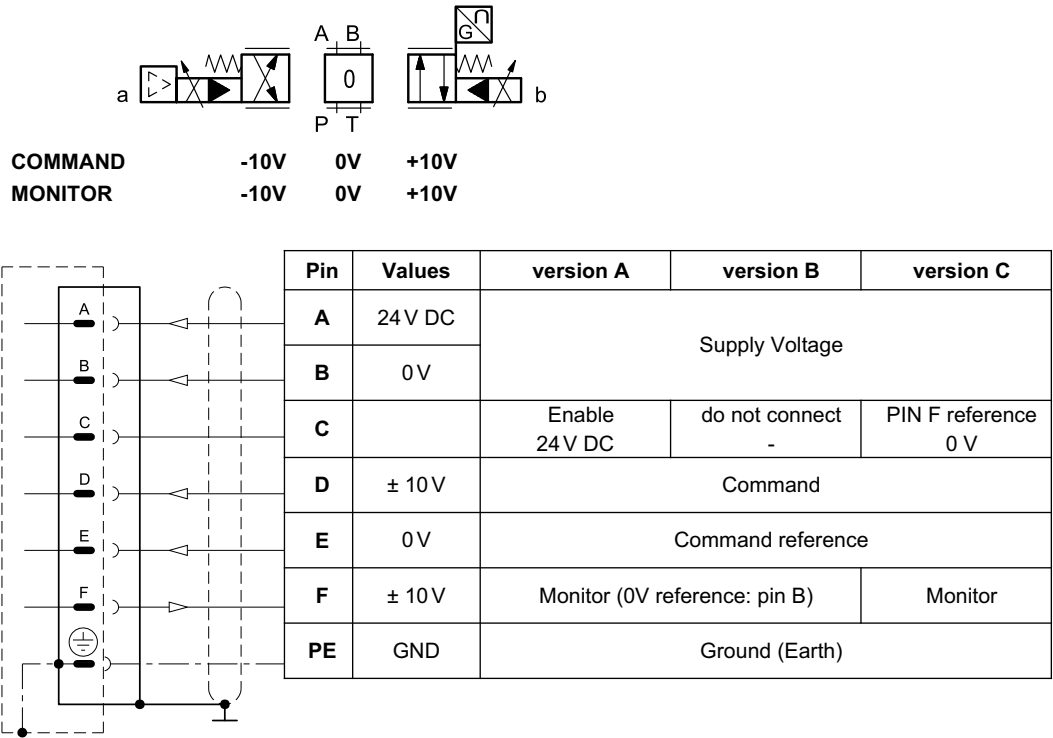 G
A B
a
0
b
P T
COMMAND -10V 0V +10V
MONITOR -10V 0V +10V
Pin Values version A version B version C
A A 24 V DC Supply Voltage
B B 0 V
C C Enable 24 V DC do not connect - PIN F reference 0 V
D D ± 10 V Command
E E 0 V Command reference
F F ± 10 V Monitor (0V reference: pin B) Monitor
PE GND Ground (Earth)